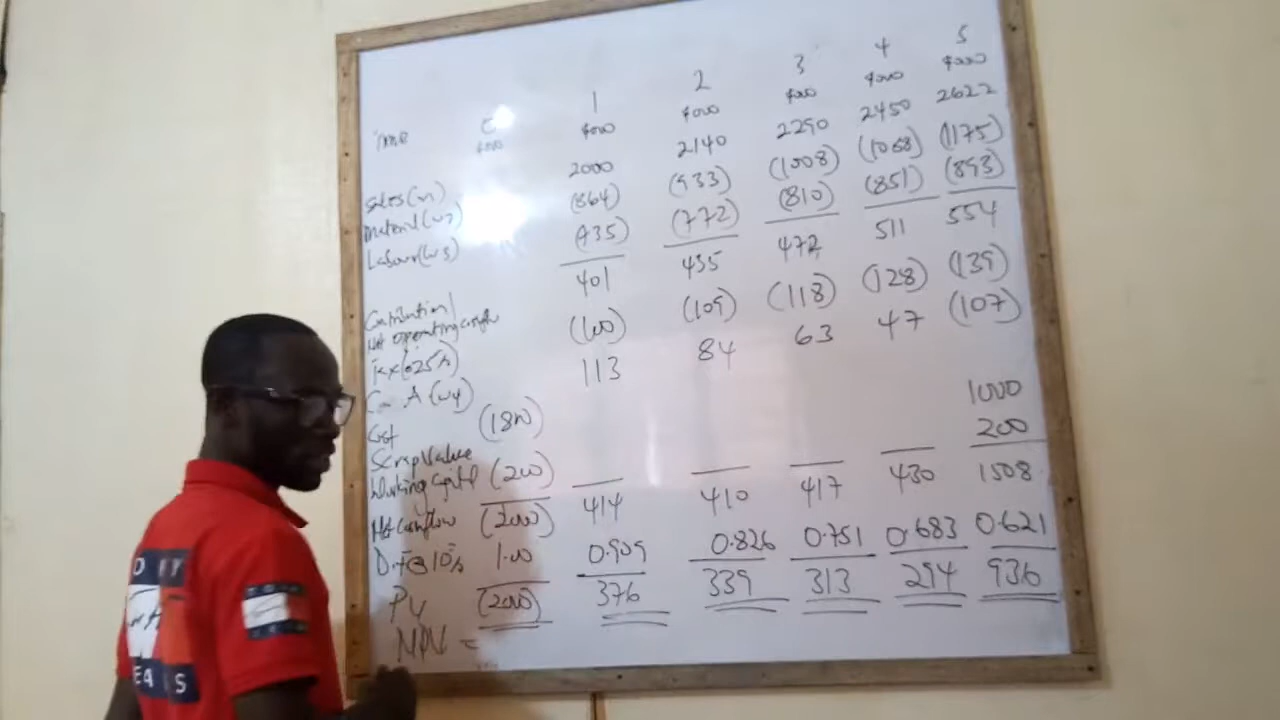 Time 0 1 2 3 4 5
$000 $000 $000 $000 $000 $000
Sales (w1) 2000 2140 2290 2450 2622
Material (w2) (864) (933) (1008) (1068) (1175)
Labour (w3) (735) (772) (810) (851) (893)
Contribution/
Net operating 401 435 472 511 554
Tax (@25%) (100) (109) (118) (128) (139)
(w4) 113 84 63 47 (107)
Cost (1800)
Scrap Value 1000
Working capital (200) 200
Net cashflow (2000) 414 410 417 430 1508
D.F@10% 1.00 0.909 0.826 0.751 0.683 0.621
PV (2000) 376 339 313 294 936
NPV =